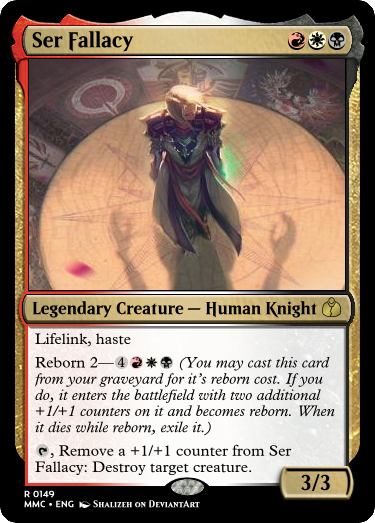 Ser Fallacy
Legendary Creature — Human Knight
Lifelink, haste
Reborn 2—4 (You may cast this card
from your graveyard for it's reborn cost. If you
do, it enters the battlefield with two additional
+1/+1 counters on it and becomes reborn. When
it dies while reborn, exile it.)
, Remove a +1/+1 counter from Ser
Fallacy: Destroy target creature.
3/3
R 0149
MMC • ENG Shalizeh on DeviantArt